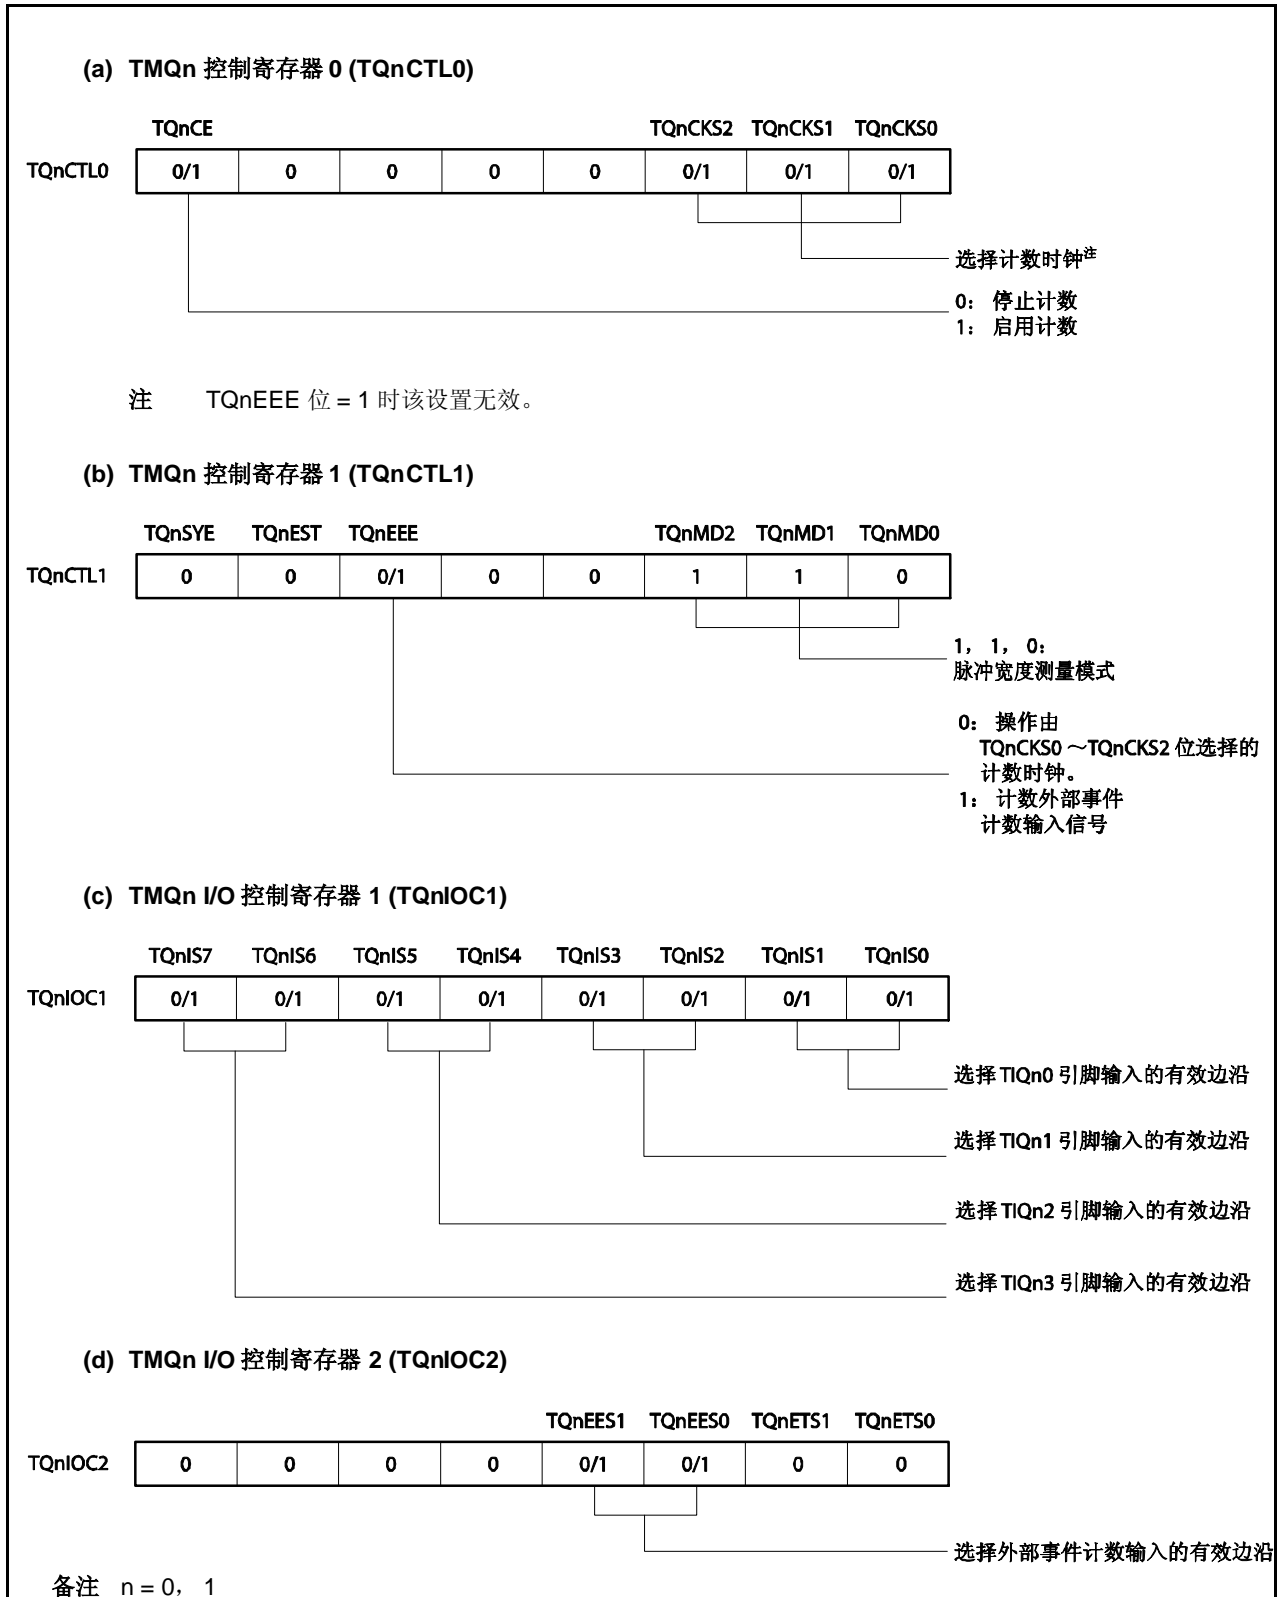 (a) TMQn 控制寄存器 0 (TQnCTL0)
TQnCE TQnCKS2 TQnCKS1 TQnCKS0
TQnCTL0 0/1 0 0 0 0 0/1 0/1 0/1
选择计数时钟注
0： 停止计数
1： 启用计数
注 TQnEEE 位 = 1 时该设置无效。
(b) TMQn 控制寄存器 1 (TQnCTL1)
TQnSYE TQnEST TQnEEE TQnMD2 TQnMD1 TQnMD0
TQnCTL1 0 0 0/1 0 0 1 1 0
1， 1， 0：
脉冲宽度测量模式
0： 操作由
TQnCKS0 ～TQnCKS2 位选择的
计数时钟。
1： 计数外部事件
计数输入信号
(c) TMQn I/O 控制寄存器 1 (TQnIOC1)
TQnIS7 TQnIS6 TQnIS5 TQnIS4 TQnIS3 TQnIS2 TQnIS1 TQnIS0
TQnIOC1 0/1 0/1 0/1 0/1 0/1 0/1 0/1 0/1
选择 TIQn0 引脚输入的有效边沿
选择 TIQn1 引脚输入的有效边沿
选择 TIQn2 引脚输入的有效边沿
选择 TIQn3 引脚输入的有效边沿
(d) TMQn I/O 控制寄存器 2 (TQnIOC2)
TQnEES1 TQnEES0 TQnETS1 TQnETS0
TQnIOC2 0 0 0 0 0/1 0/1 0 0
选择外部事件计数输入的有效边沿
备注 n = 0， 1